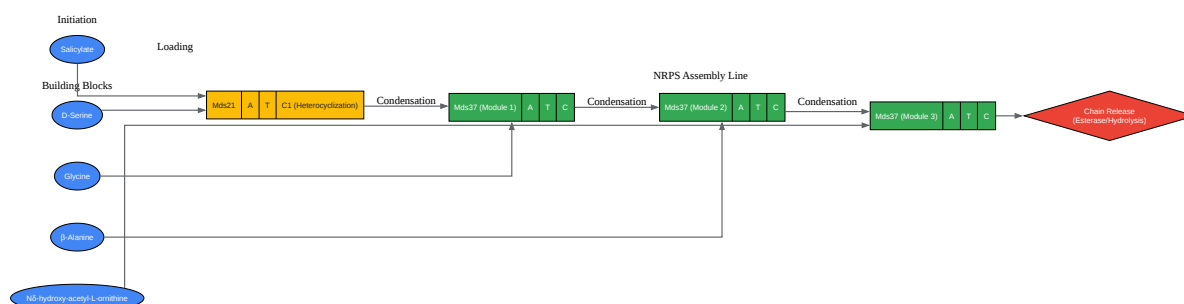 Initiation
Salicylate
Loading
Building Blocks
D-Serine
Mds21 A T C1 (Heterocyclization)
Condensation
Mds37 (Module 1) A T C
Condensation
NRPS Assembly Line
Mds37 (Module 2) A T C
Condensation
Mds37 (Module 3) A T C
Chain Release
(Esterase/Hydrolysis)
Glycine
β-Alanine
Nδ-hydroxy-acetyl-L-ornithine